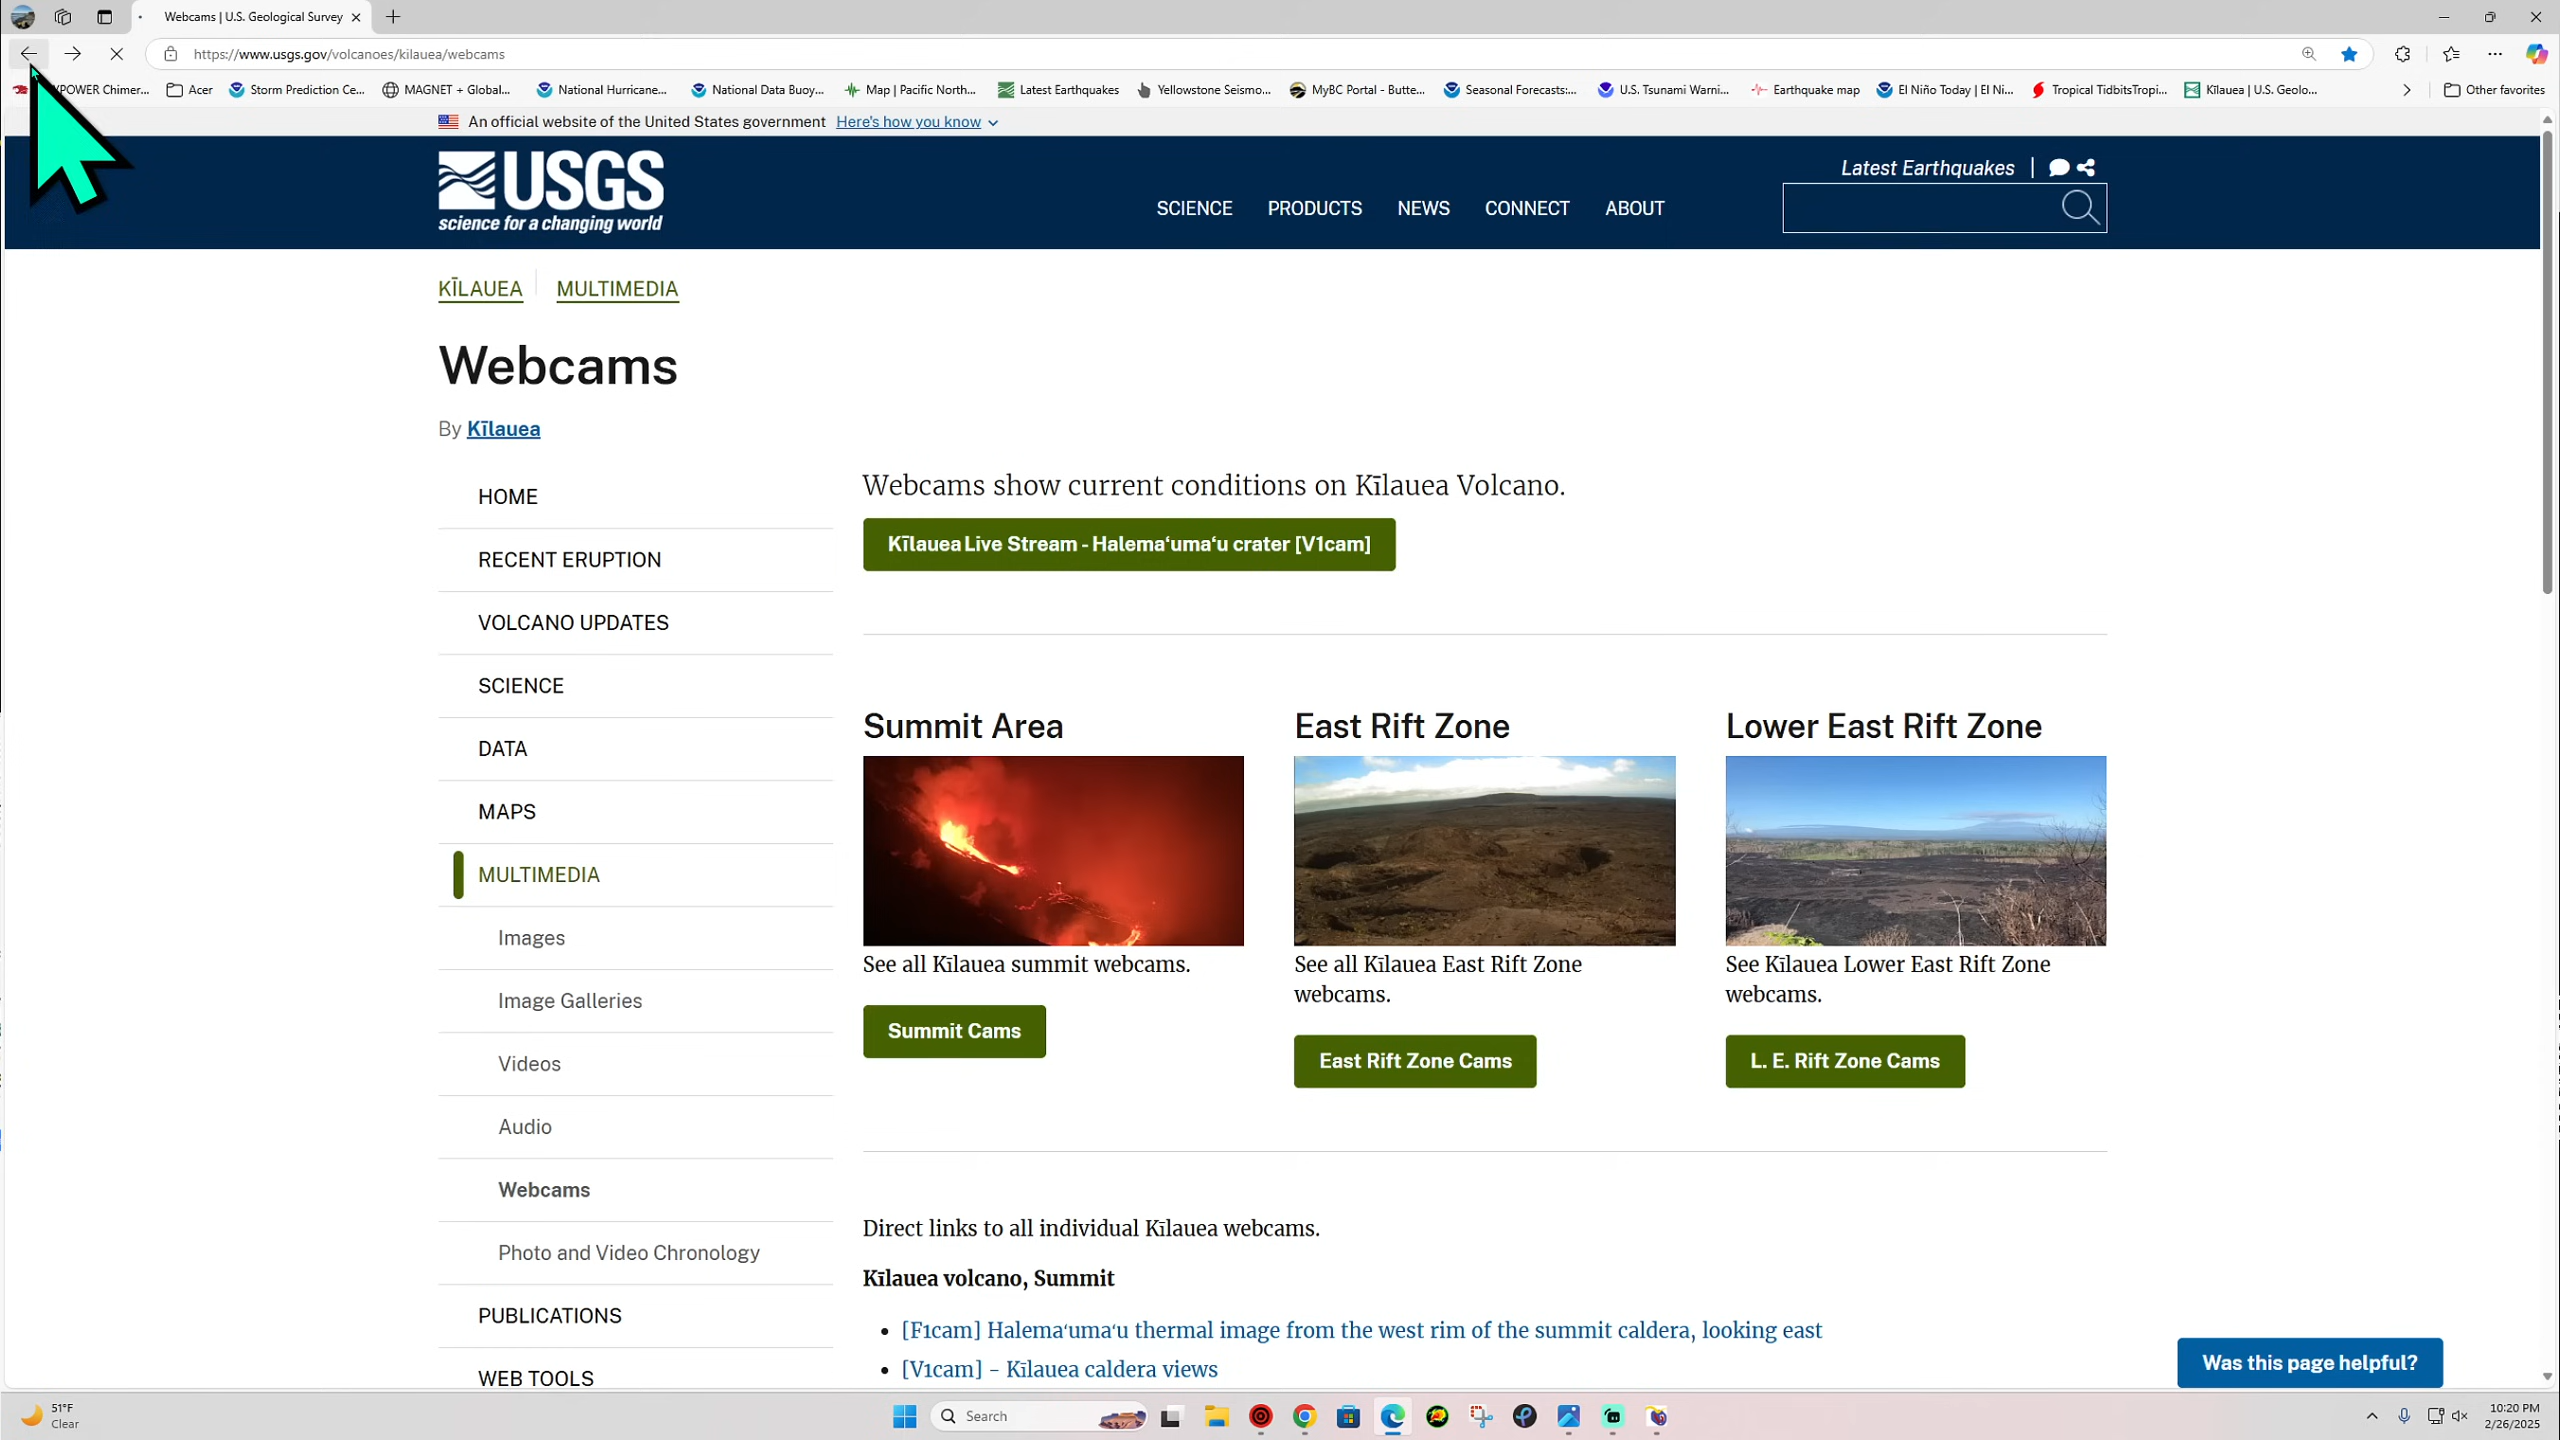 Webcams | U.S. Geological Survey
https://www.usgs.gov/volcanoes/kilauea/webcams
POWER Chimer...
Acer
Storm Prediction Ce...
MAGNET + Global...
National Hurricane...
National Data Buoy...
Map | Pacific North...
Latest Earthquakes
Yellowstone Seismo...
MyBC Portal - Butte...
Seasonal Forecasts:...
U.S. Tsunami Warni...
Earthquake map
El Niño Today | El Ni...
Tropical TidbitsTropi...
Kīlauea | U.S. Geolo...
Other favorites
An official website of the United States government Here's how you know
USGS
science for a changing world
Latest Earthquakes |
SCIENCE PRODUCTS NEWS CONNECT ABOUT
KĪLAUEA MULTIMEDIA
Webcams
By Kīlauea
HOME
RECENT ERUPTION
VOLCANO UPDATES
SCIENCE
DATA
MAPS
MULTIMEDIA
Images
Image Galleries
Videos
Audio
Webcams
Photo and Video Chronology
PUBLICATIONS
WEB TOOLS
Webcams show current conditions on Kīlauea Volcano.
Kīlauea Live Stream - Halemaʻumaʻu crater [V1cam]
Summit Area
See all Kīlauea summit webcams.
Summit Cams
East Rift Zone
See all Kīlauea East Rift Zone
webcams.
East Rift Zone Cams
Lower East Rift Zone
See Kīlauea Lower East Rift Zone
webcams.
L. E. Rift Zone Cams
Direct links to all individual Kīlauea webcams.
Kīlauea volcano, Summit
• [F1cam] Halemaʻumaʻu thermal image from the west rim of the summit caldera, looking east
• [V1cam] - Kīlauea caldera views
Was this page helpful?
51°F
Clear
Search
10:20 PM
2/26/2025